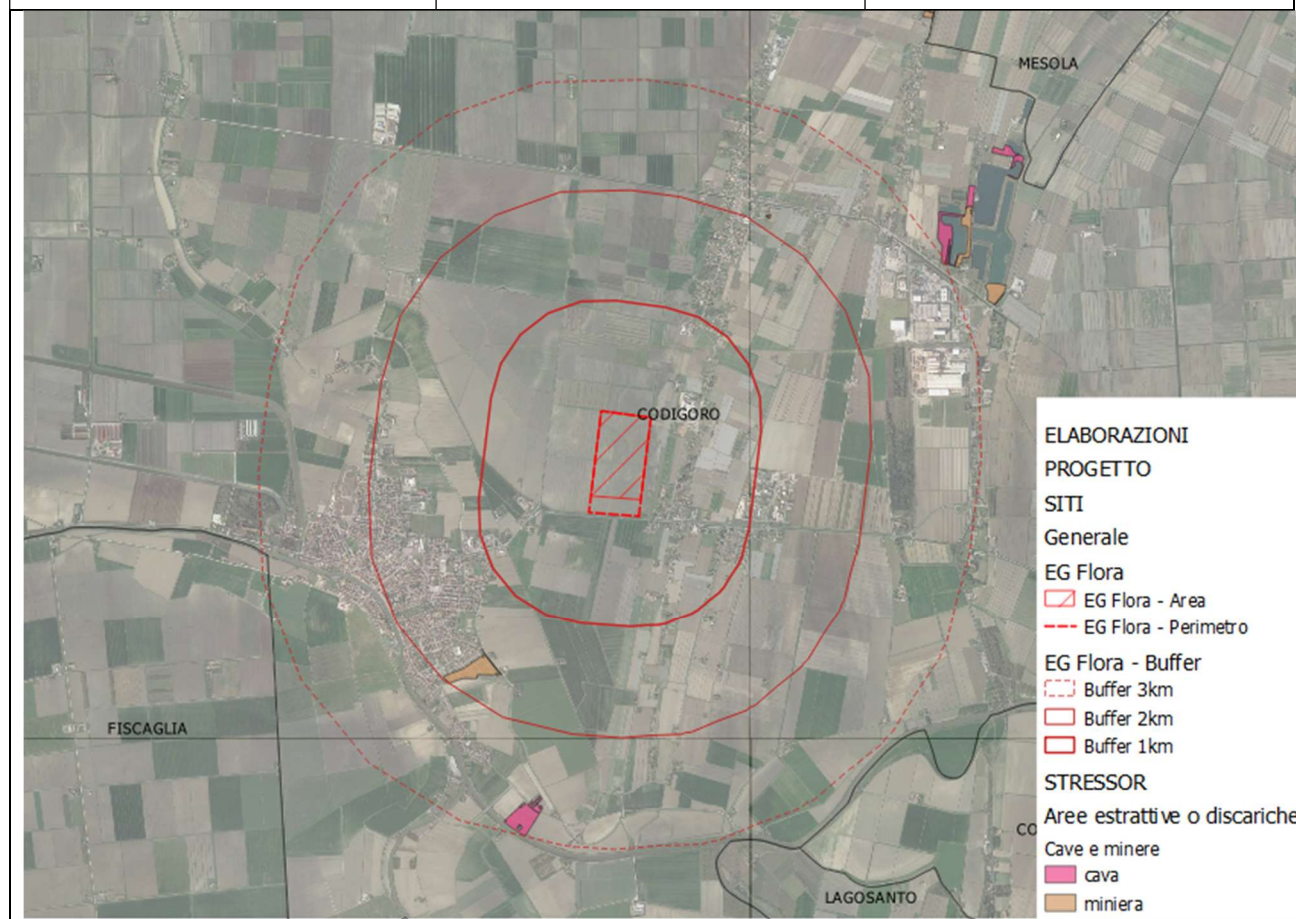 MESOLA
CODIGORO
FISCAGLIA
LAGOSANTO
CO
ELABORAZIONI
PROGETTO
SITI
Generale
EG Flora
EG Flora - Area
EG Flora - Perimetro
EG Flora - Buffer
Buffer 3km
Buffer 2km
Buffer 1km
STRESSOR
Aree estrattive o discariche
Cave e minere
cava
miniera